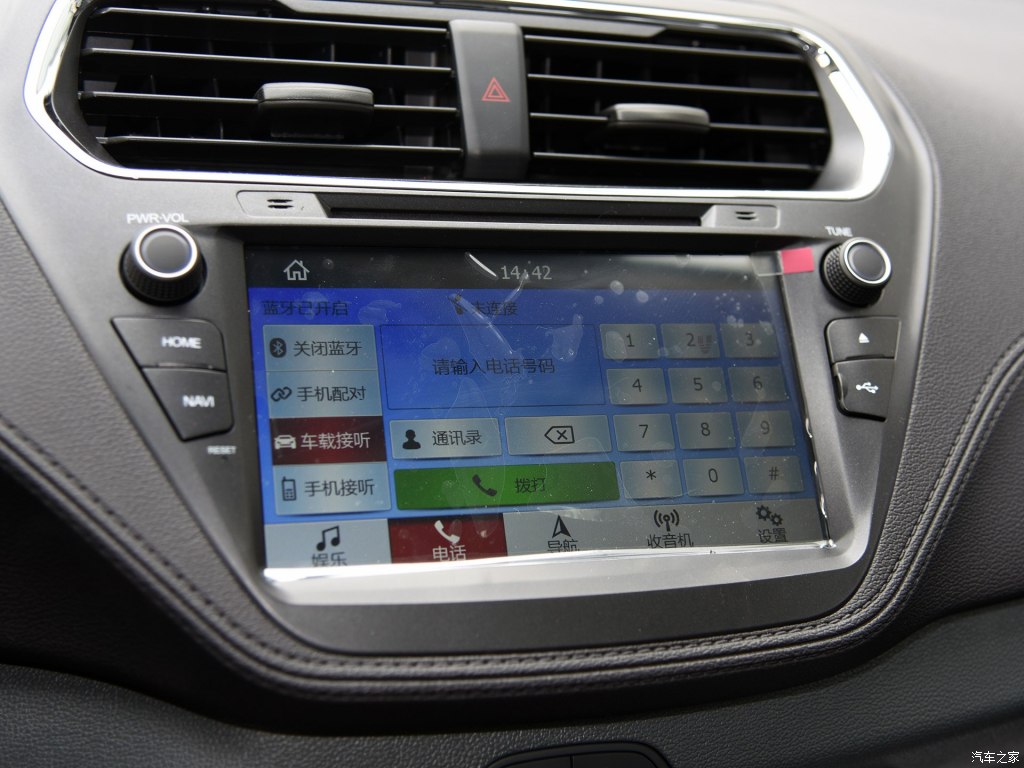 PWR·VOL
TUNE
HOME
NAVI
RESET
14:42
蓝牙已开启
未连接
关闭蓝牙
手机配对
车载接听
手机接听
请输入电话号码
通讯录
拨打
1 2 3
4 5 6
7 8 9
* 0 #
娱乐
电话
导航
收音机
设置
汽车之家